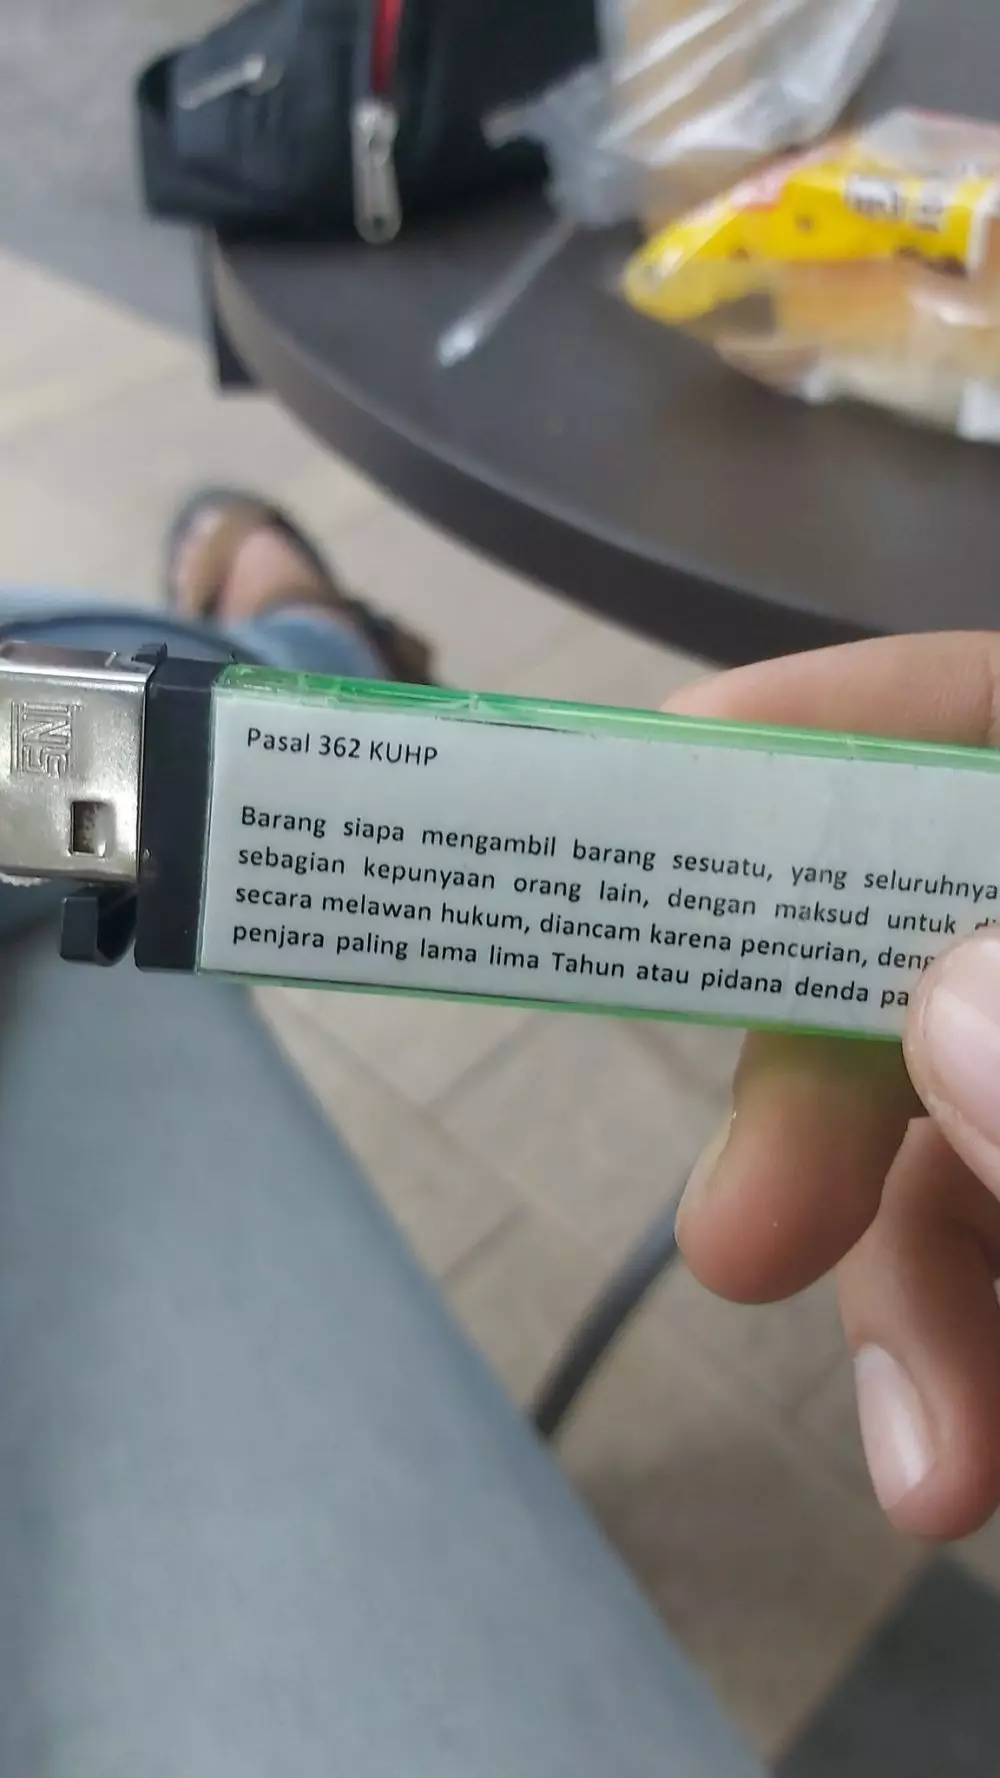 SNI
Pasal 362 KUHP
Barang siapa mengambil barang sesuatu, yang seluruhnya
sebagian kepunyaan orang lain, dengan maksud untuk
secara melawan hukum, diancam karena pencurian,
penjara paling lama lima Tahun atau pidana denda